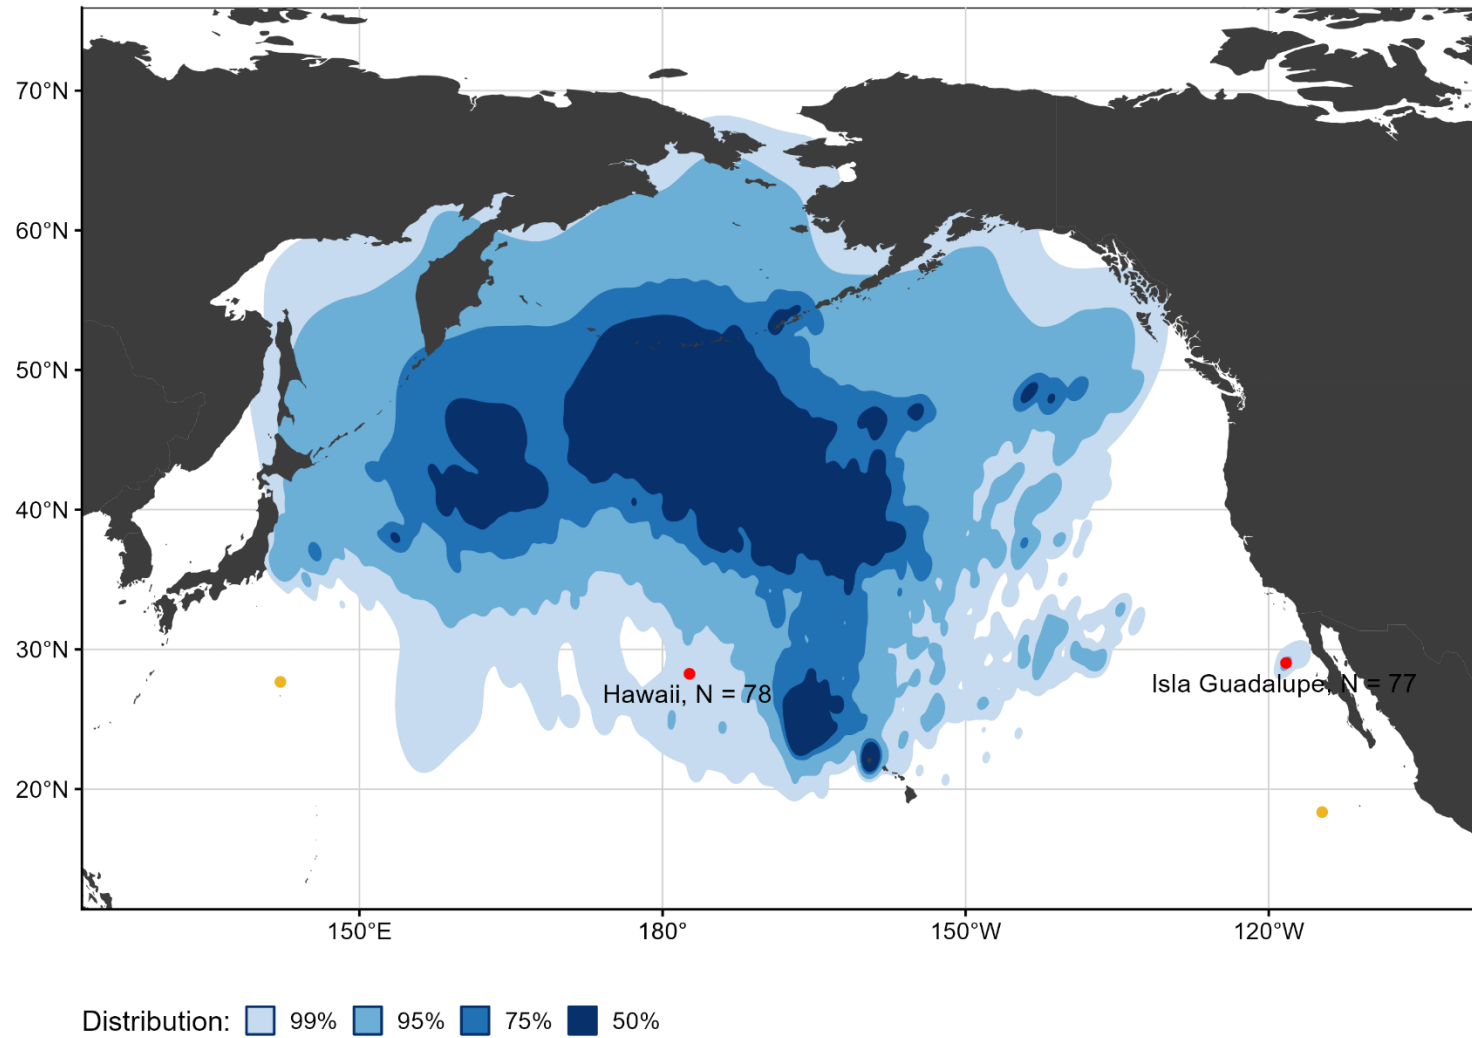 70°N
60°N
50°N
40°N
30°N
20°N
Hawaii, N = 78
Isla Guadalupe, N = 77
150°E
180°
150°W
120°W
Distribution: 99% 95% 75% 50%